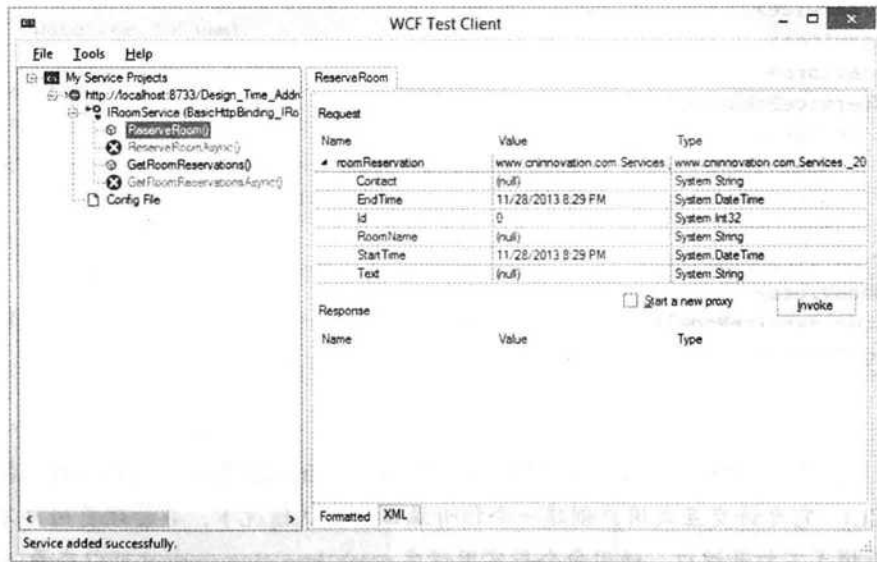 WCF Test Client
File Tools Help
My Service Projects
http://localhost:8733/Design_Time_Addr
IRoomService (BasicHttpBinding_IRo
ReserveRoom()
ReserveRoomAsync()
GetRoomReservations()
GetRoomReservationsAsync()
Config File
ReserveRoom
Request
Name Value Type
roomReservation www.cninnovation.com.Services. www.cninnovation.com.Services._20
Contact (null) System.String
EndTime 11/28/2013 8:29 PM System.DateTime
Id 0 System.Int32
RoomName (null) System.String
StartTime 11/28/2013 8:29 PM System.DateTime
Text (null) System.String
Response
Start a new proxy
Invoke
Name Value Type
Formatted XML
Service added successfully.